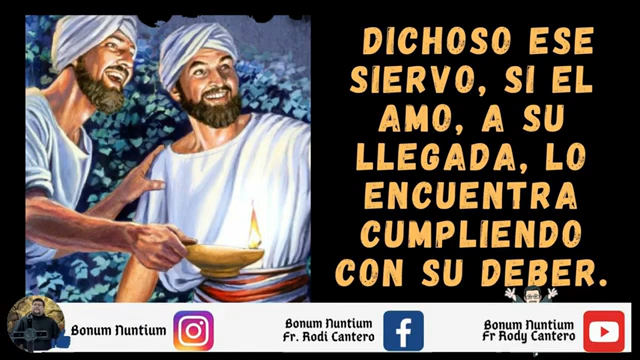 DICHOSO ESE
SIERVO, SI EL
AMO, A SU
LLEGADA, LO
ENCUENTRA
CUMPLIENDO
CON SU DEBER.
Bonum Nuntium
Bonum Nuntium
Fr. Rodi Cantero
Bonum Nuntium
Fr Rody Cantero